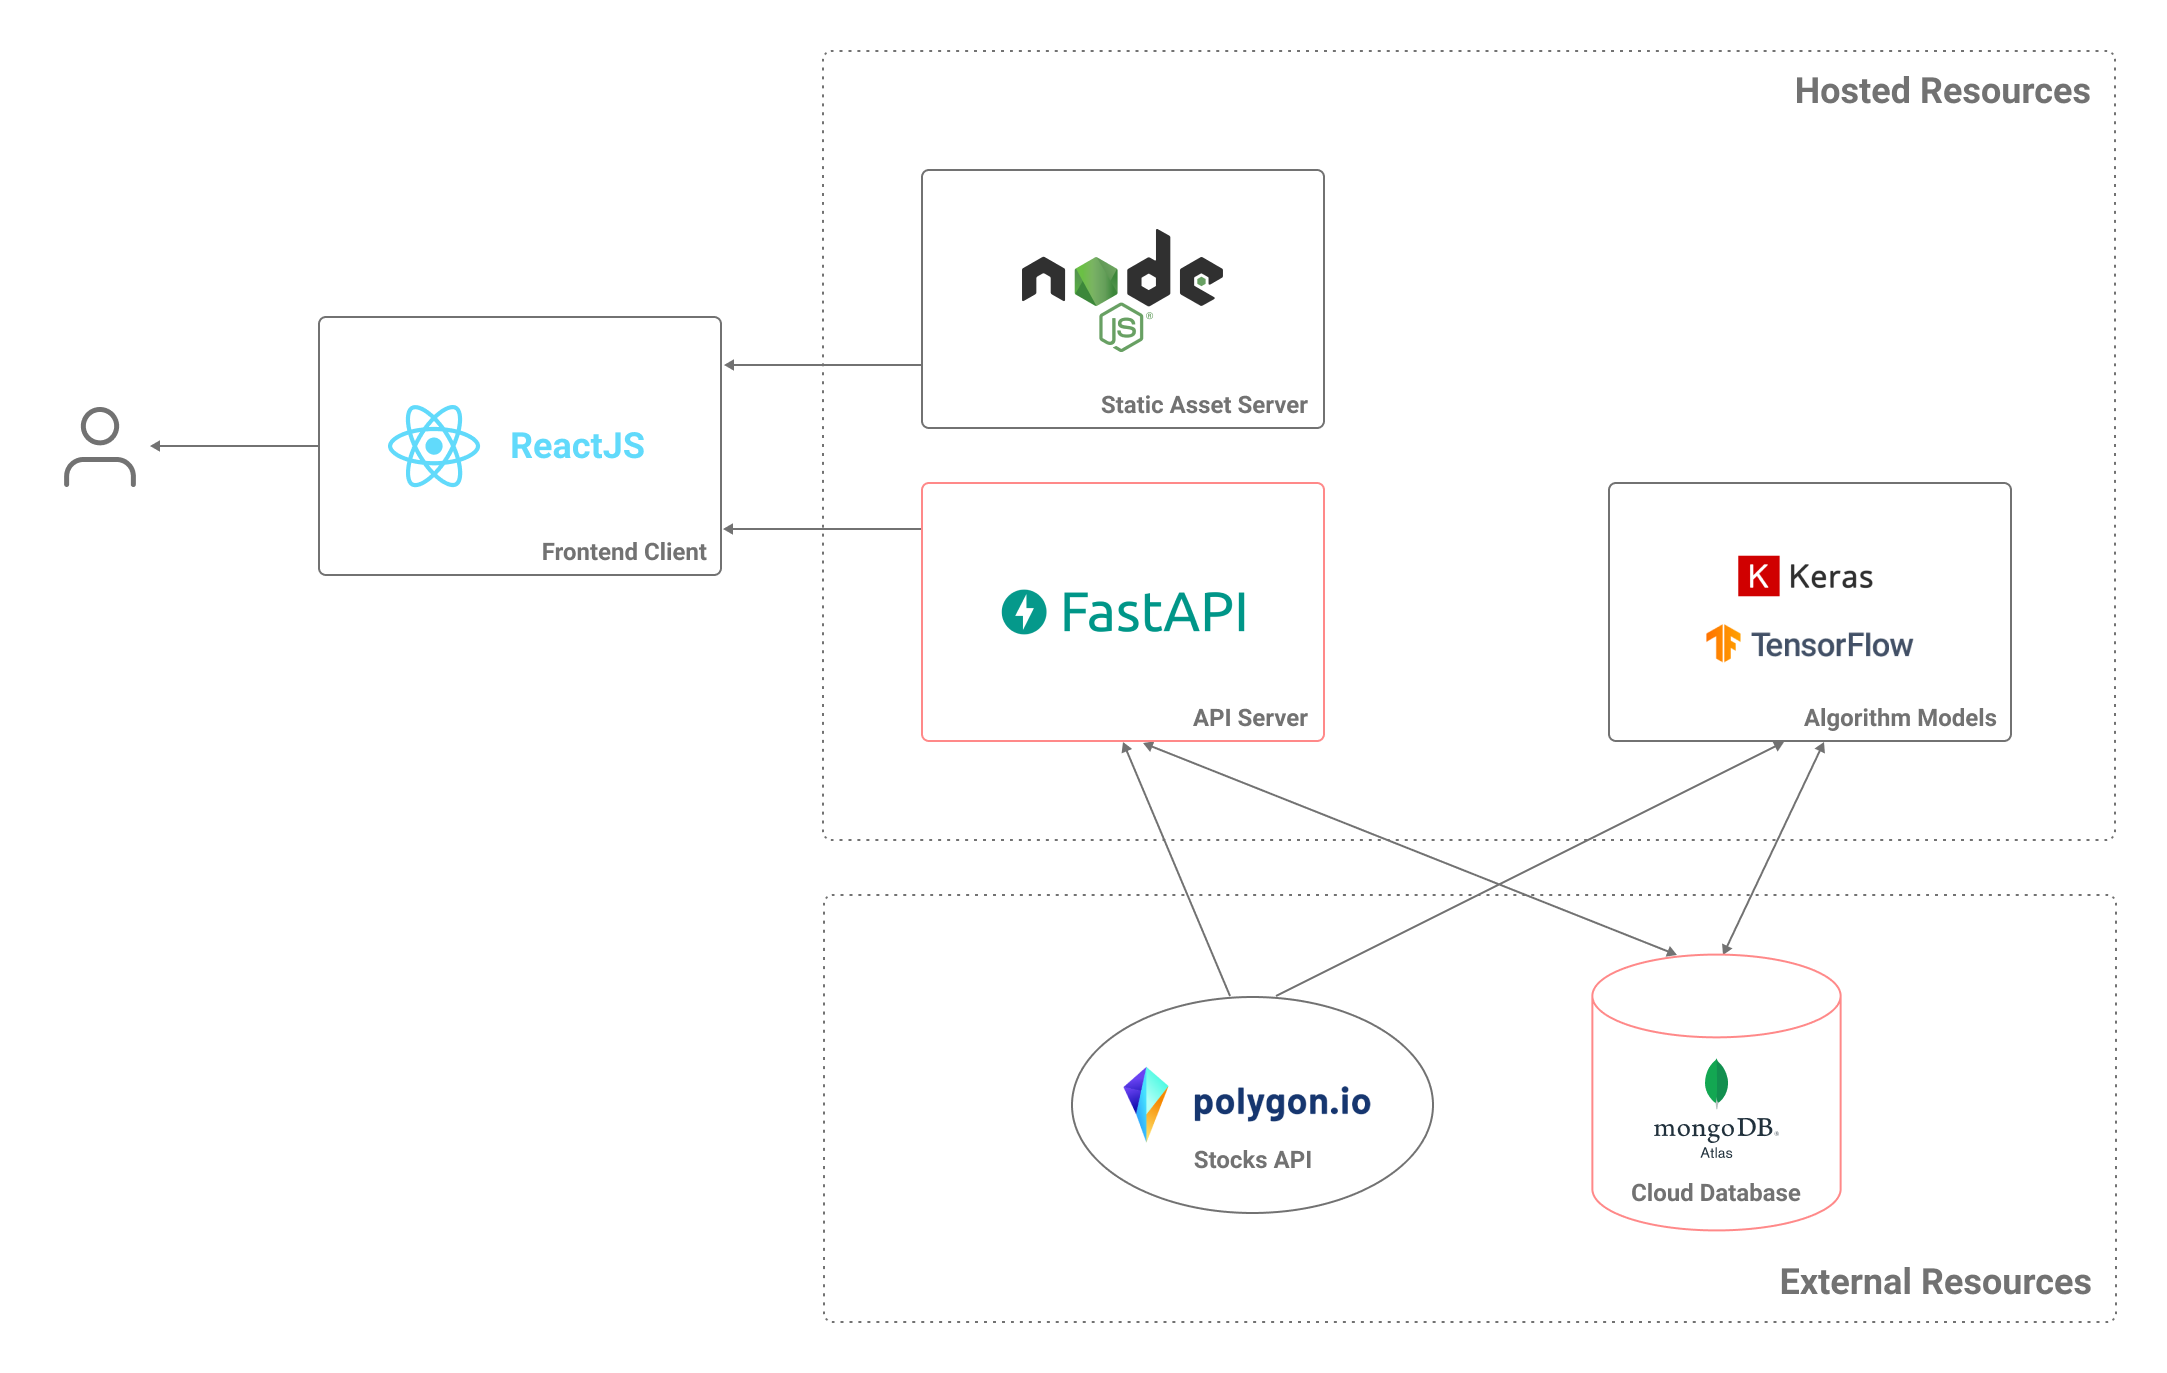 Hosted Resources
node
JS
Static Asset Server
ReactJS
Frontend Client
FastAPI
API Server
K Keras
TensorFlow
Algorithm Models
polygon.io
Stocks API
mongoDB
Atlas
Cloud Database
External Resources